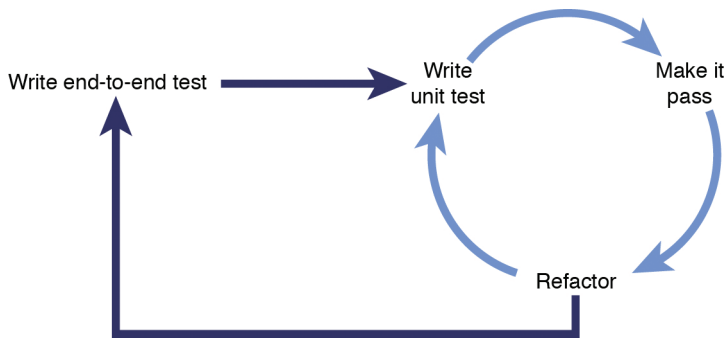 Write end-to-end test
Write
unit test
Make it
pass
Refactor